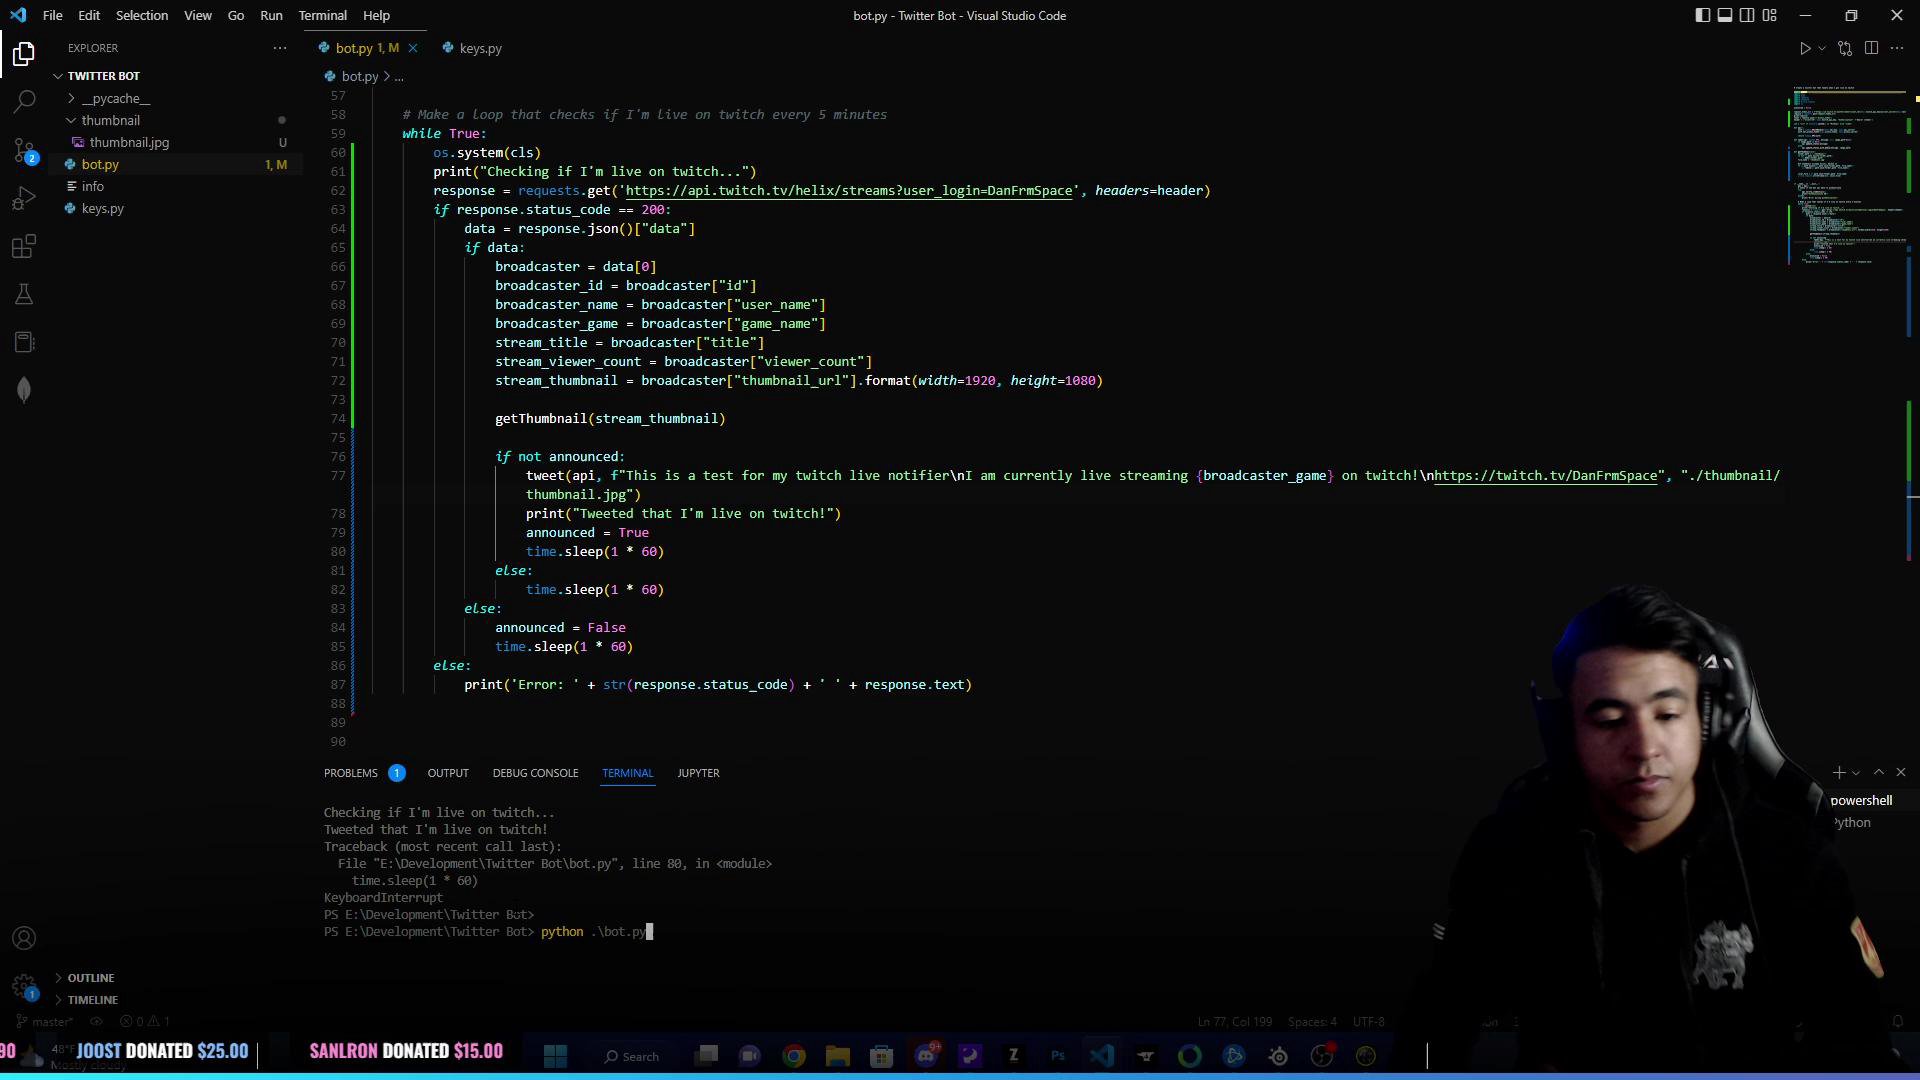 File Edit Selection View Go Run Terminal Help
bot.py - Twitter Bot - Visual Studio Code
EXPLORER
TWITTER BOT
__pycache__
thumbnail
thumbnail.jpg U
bot.py 1, M
info
keys.py
2
bot.py 1, M
keys.py
bot.py > ...
57
58 # Make a loop that checks if I'm live on twitch every 5 minutes
59 while True:
60 os.system(cls)
61 print("Checking if I'm live on twitch...")
62 response = requests.get('https://api.twitch.tv/helix/streams?user_login=DanFrmSpace', headers=header)
63 if response.status_code == 200:
64 data = response.json()["data"]
65 if data:
66 broadcaster = data[0]
67 broadcaster_id = broadcaster["id"]
68 broadcaster_name = broadcaster["user_name"]
69 broadcaster_game = broadcaster["game_name"]
70 stream_title = broadcaster["title"]
71 stream_viewer_count = broadcaster["viewer_count"]
72 stream_thumbnail = broadcaster["thumbnail_url"].format(width=1920, height=1080)
73
74 getThumbnail(stream_thumbnail)
75
76 if not announced:
77 tweet(api, f"This is a test for my twitch live notifier\nI am currently live streaming {broadcaster_game} on twitch!\nhttps://twitch.tv/DanFrmSpace", "./thumbnail/
thumbnail.jpg")
78 print("Tweeted that I'm live on twitch!")
79 announced = True
80 time.sleep(1 * 60)
81 else:
82 time.sleep(1 * 60)
83 else:
84 announced = False
85 time.sleep(1 * 60)
86 else:
87 print('Error: ' + str(response.status_code) + ' ' + response.text)
88
89
90
PROBLEMS 1 OUTPUT DEBUG CONSOLE TERMINAL JUPYTER
Checking if I'm live on twitch...
Tweeted that I'm live on twitch!
Traceback (most recent call last):
File "E:\Development\Twitter Bot\bot.py", line 80, in <module>
time.sleep(1 * 60)
KeyboardInterrupt
PS E:\Development\Twitter Bot>
PS E:\Development\Twitter Bot> python .\bot.py
powershell
Python
OUTLINE
1
TIMELINE
master* 0 1
Ln 77, Col 199 Spaces: 4 UTF-8
90 JOOST DONATED $25.00 SANLRON DONATED $15.00
48°F
Mostly cloudy
Search
9+